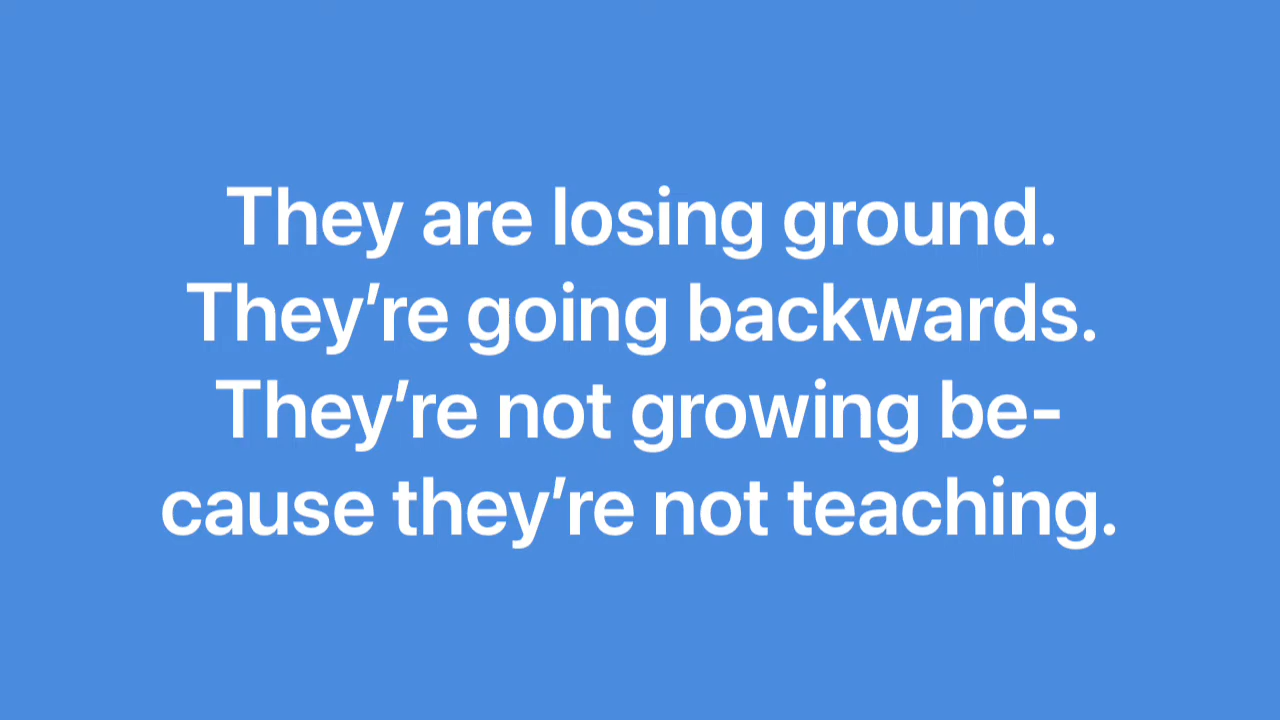 They are losing ground.
They’re going backwards.
They’re not growing be-
cause they’re not teaching.